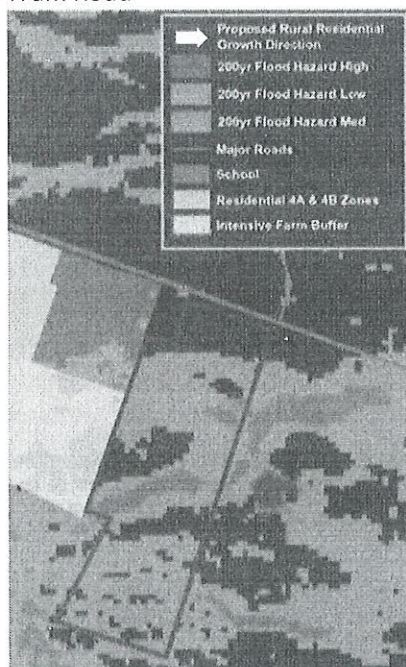 Proposed Rural Residential
Growth Direction
200yr Flood Hazard High
200yr Flood Hazard Low
200yr Flood Hazard Med
Major Roads
School
Residential 4A & 4B Zones
Intensive Farm Buffer